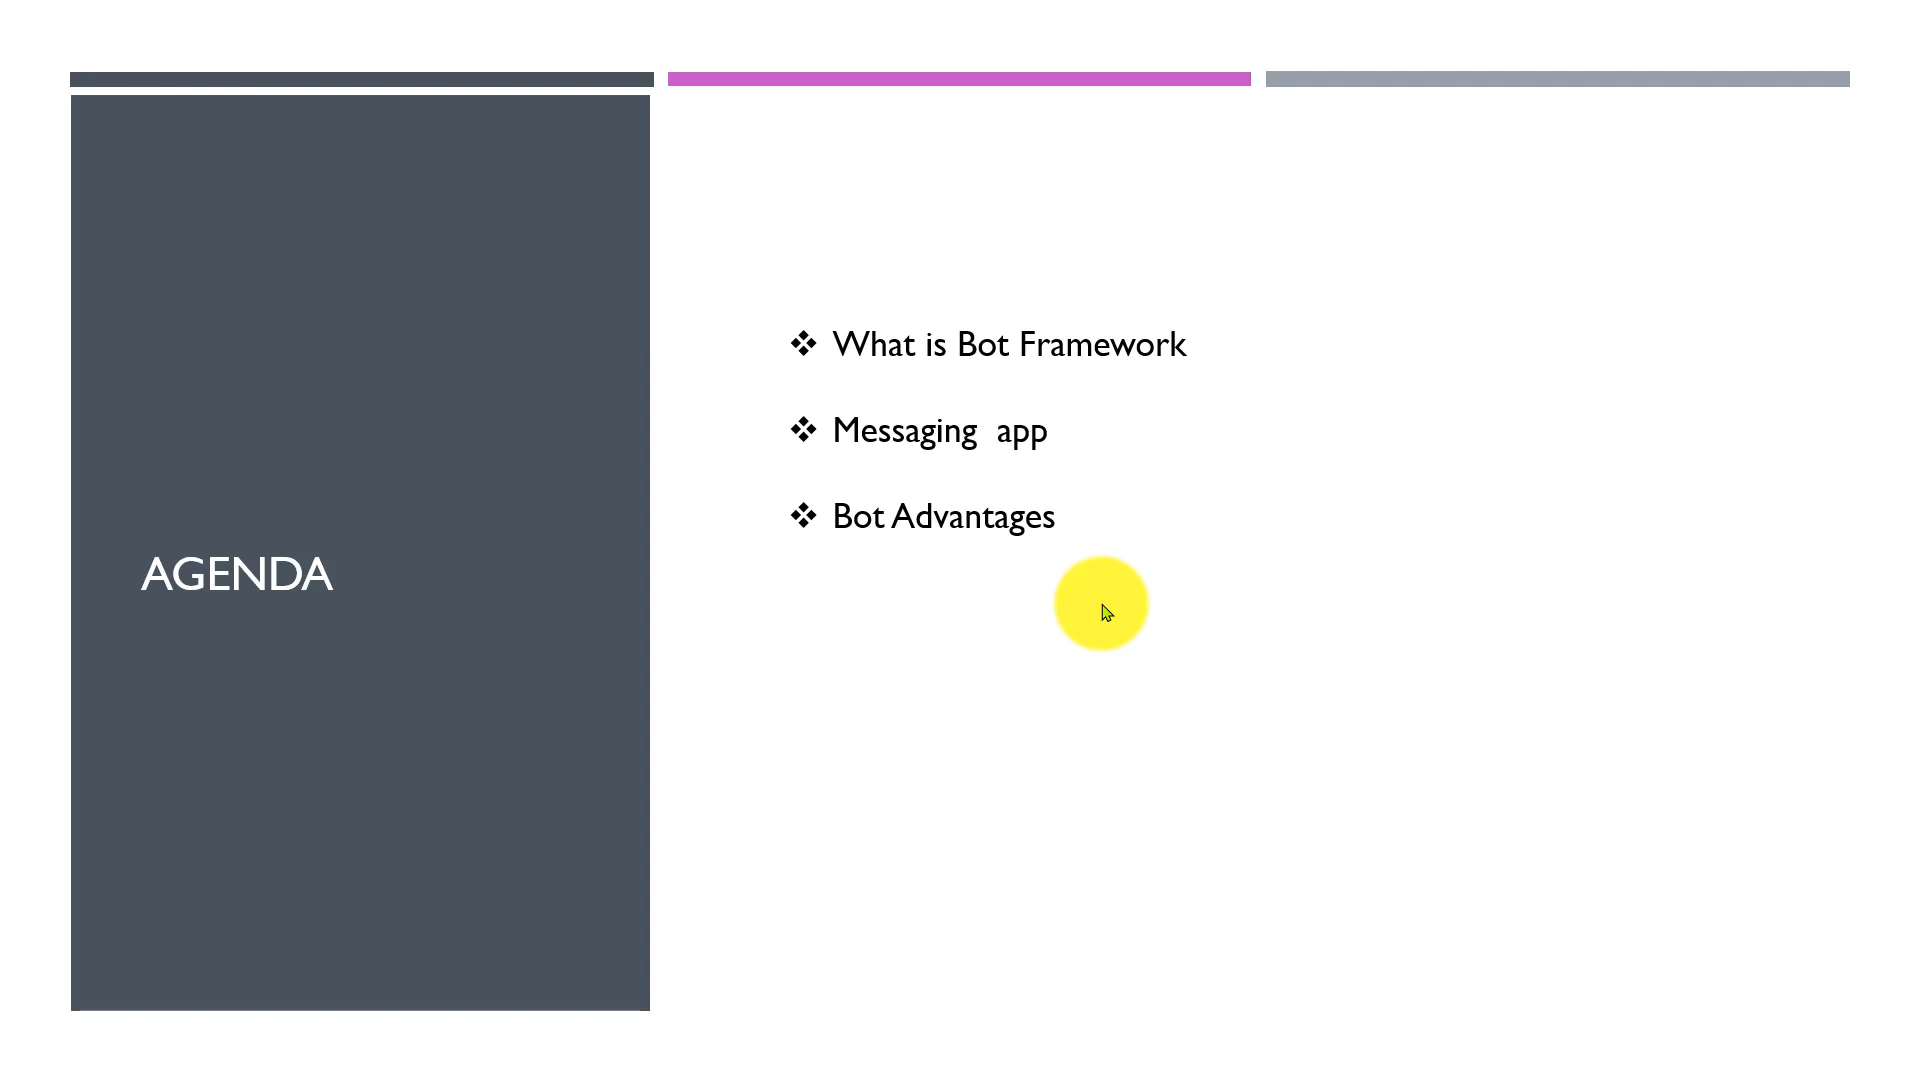 AGENDA
❖ What is Bot Framework
❖ Messaging  app
❖ Bot Advantages